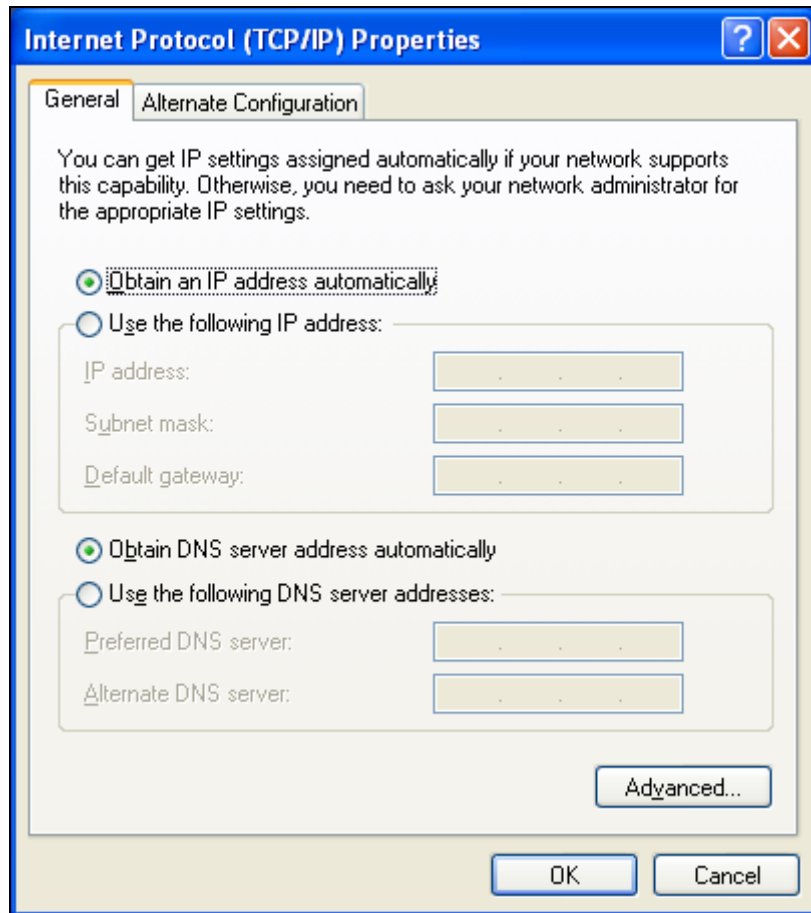 Internet Protocol (TCP/IP) Properties
General
Alternate Configuration
You can get IP settings assigned automatically if your network supports
this capability. Otherwise, you need to ask your network administrator for
the appropriate IP settings.
Obtain an IP address automatically
Use the following IP address:
IP address:
Subnet mask:
Default gateway:
Obtain DNS server address automatically
Use the following DNS server addresses:
Preferred DNS server:
Alternate DNS server:
Advanced...
OK
Cancel